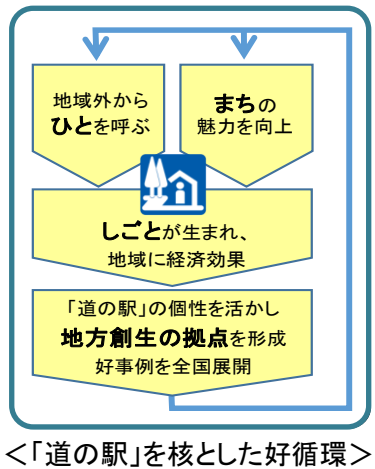 地域外から
ひとを呼ぶ
まちの
魅力を向上
しごとが生まれ、
地域に経済効果
「道の駅」の個性を活かし
地方創生の拠点を形成
好事例を全国展開
＜「道の駅」を核とした好循環＞